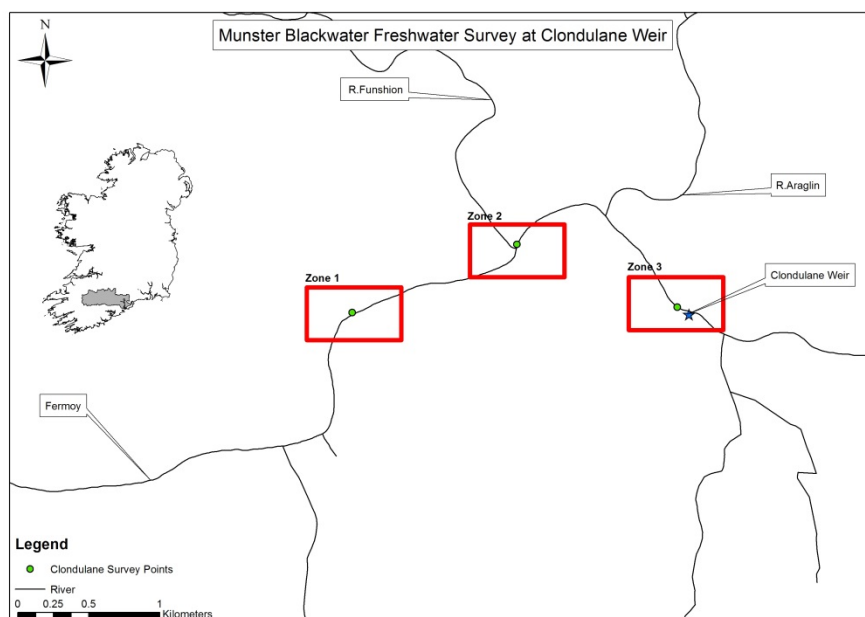 Munster Blackwater Freshwater Survey at Clondulane Weir
N
R.Funshion
R.Araglin
Zone 2
Zone 3
Clondulane Weir
Zone 1
Fermoy
Legend
Clondulane Survey Points
River
0 0.25 0.5 1
Kilometers